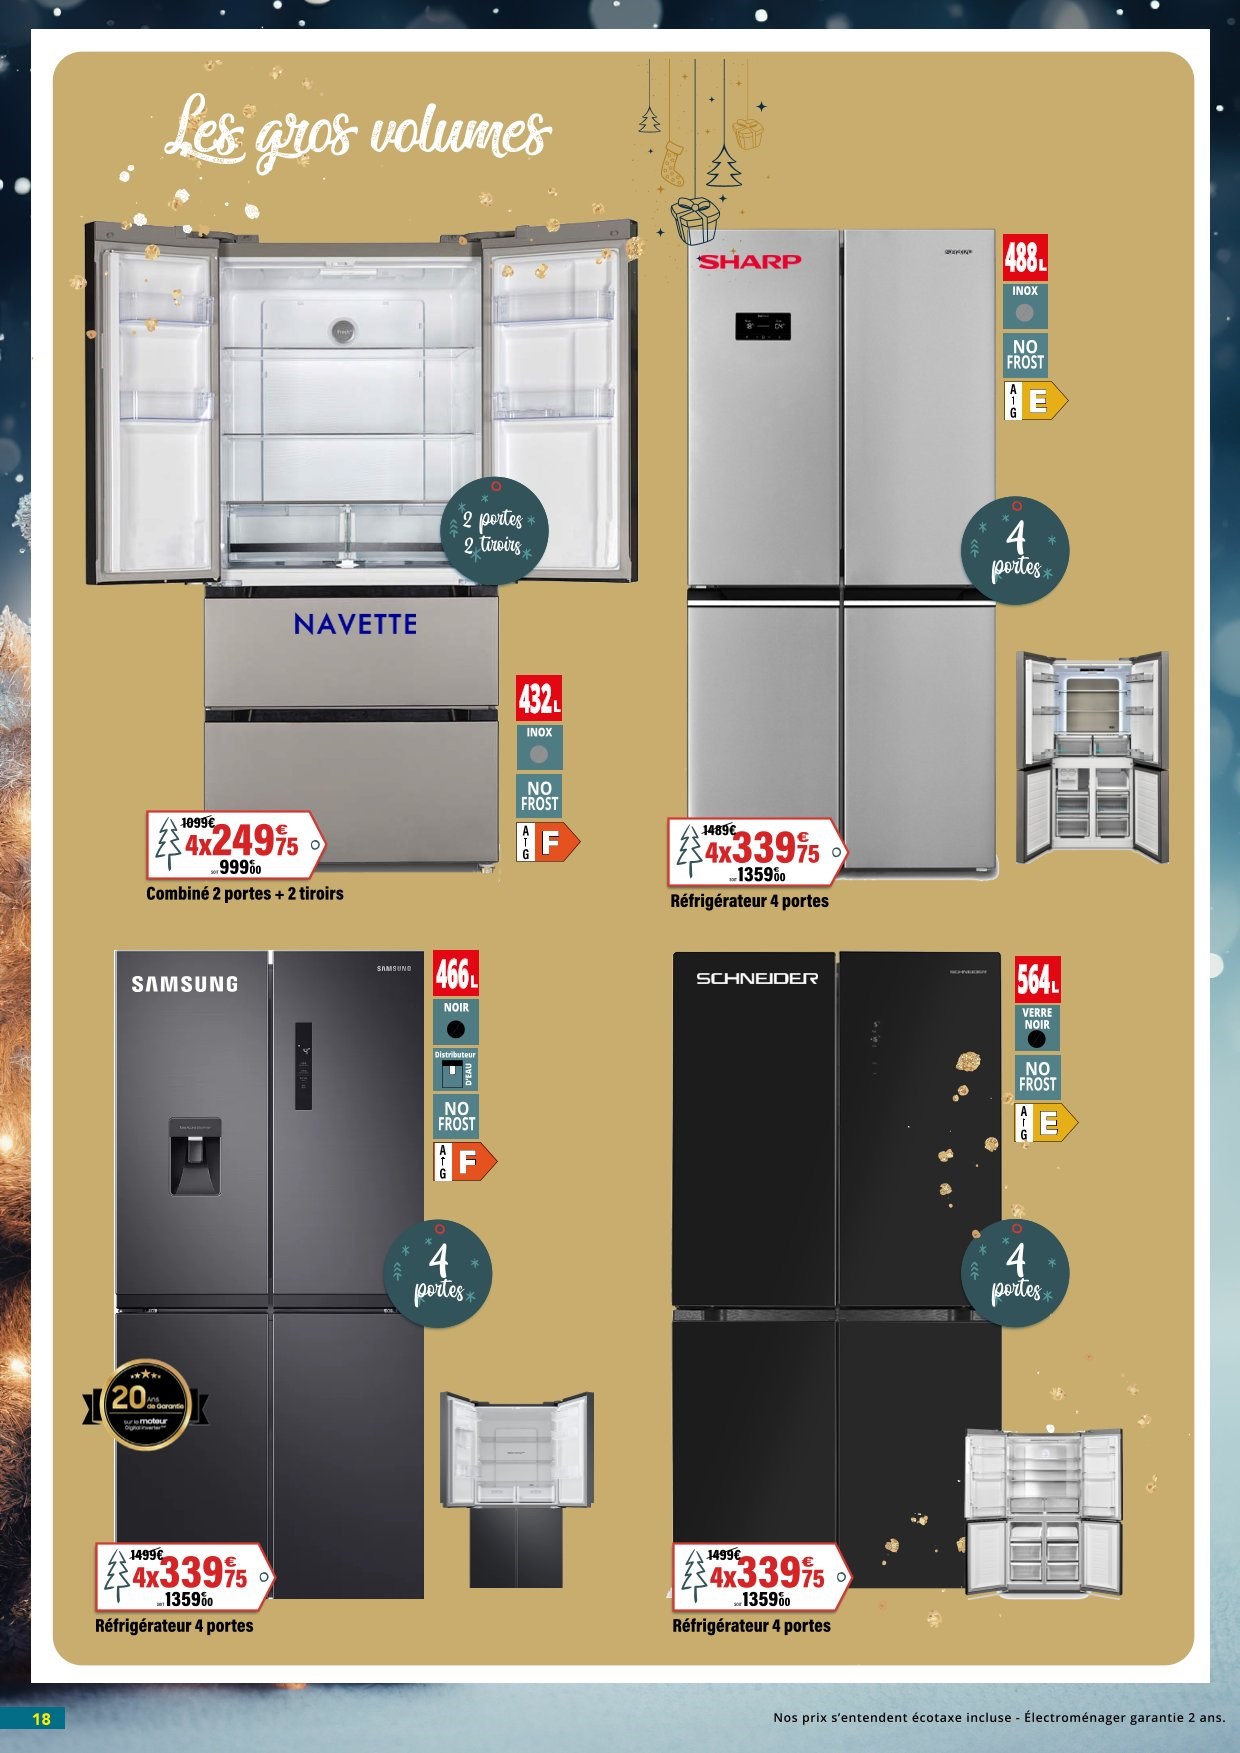 Les gros volumes
2 portes
2 tiroirs
NAVETTE
432L
INOX
NO
FROST
A
G
F
1099€
4x249€75
SOIT 999€00
Combiné 2 portes + 2 tiroirs
SHARP
488L
INOX
NO
FROST
A
G
E
4
portes
1489€
4x339€75
SOIT 1359€00
Réfrigérateur 4 portes
SAMSUNG
SAMSUNG
466L
NOIR
Distributeur
D'EAU
NO
FROST
A
G
F
4
portes
20 Ans
de Garantie
sur le moteur
Digital Inverter
1499€
4x339€75
SOIT 1359€00
Réfrigérateur 4 portes
SCHNEIDER
SCHNEIDER
564L
VERRE
NOIR
NO
FROST
A
G
E
4
portes
1499€
4x339€75
SOIT 1359€00
Réfrigérateur 4 portes
18
Nos prix s'entendent écotaxe incluse - Électroménager garantie 2 ans.